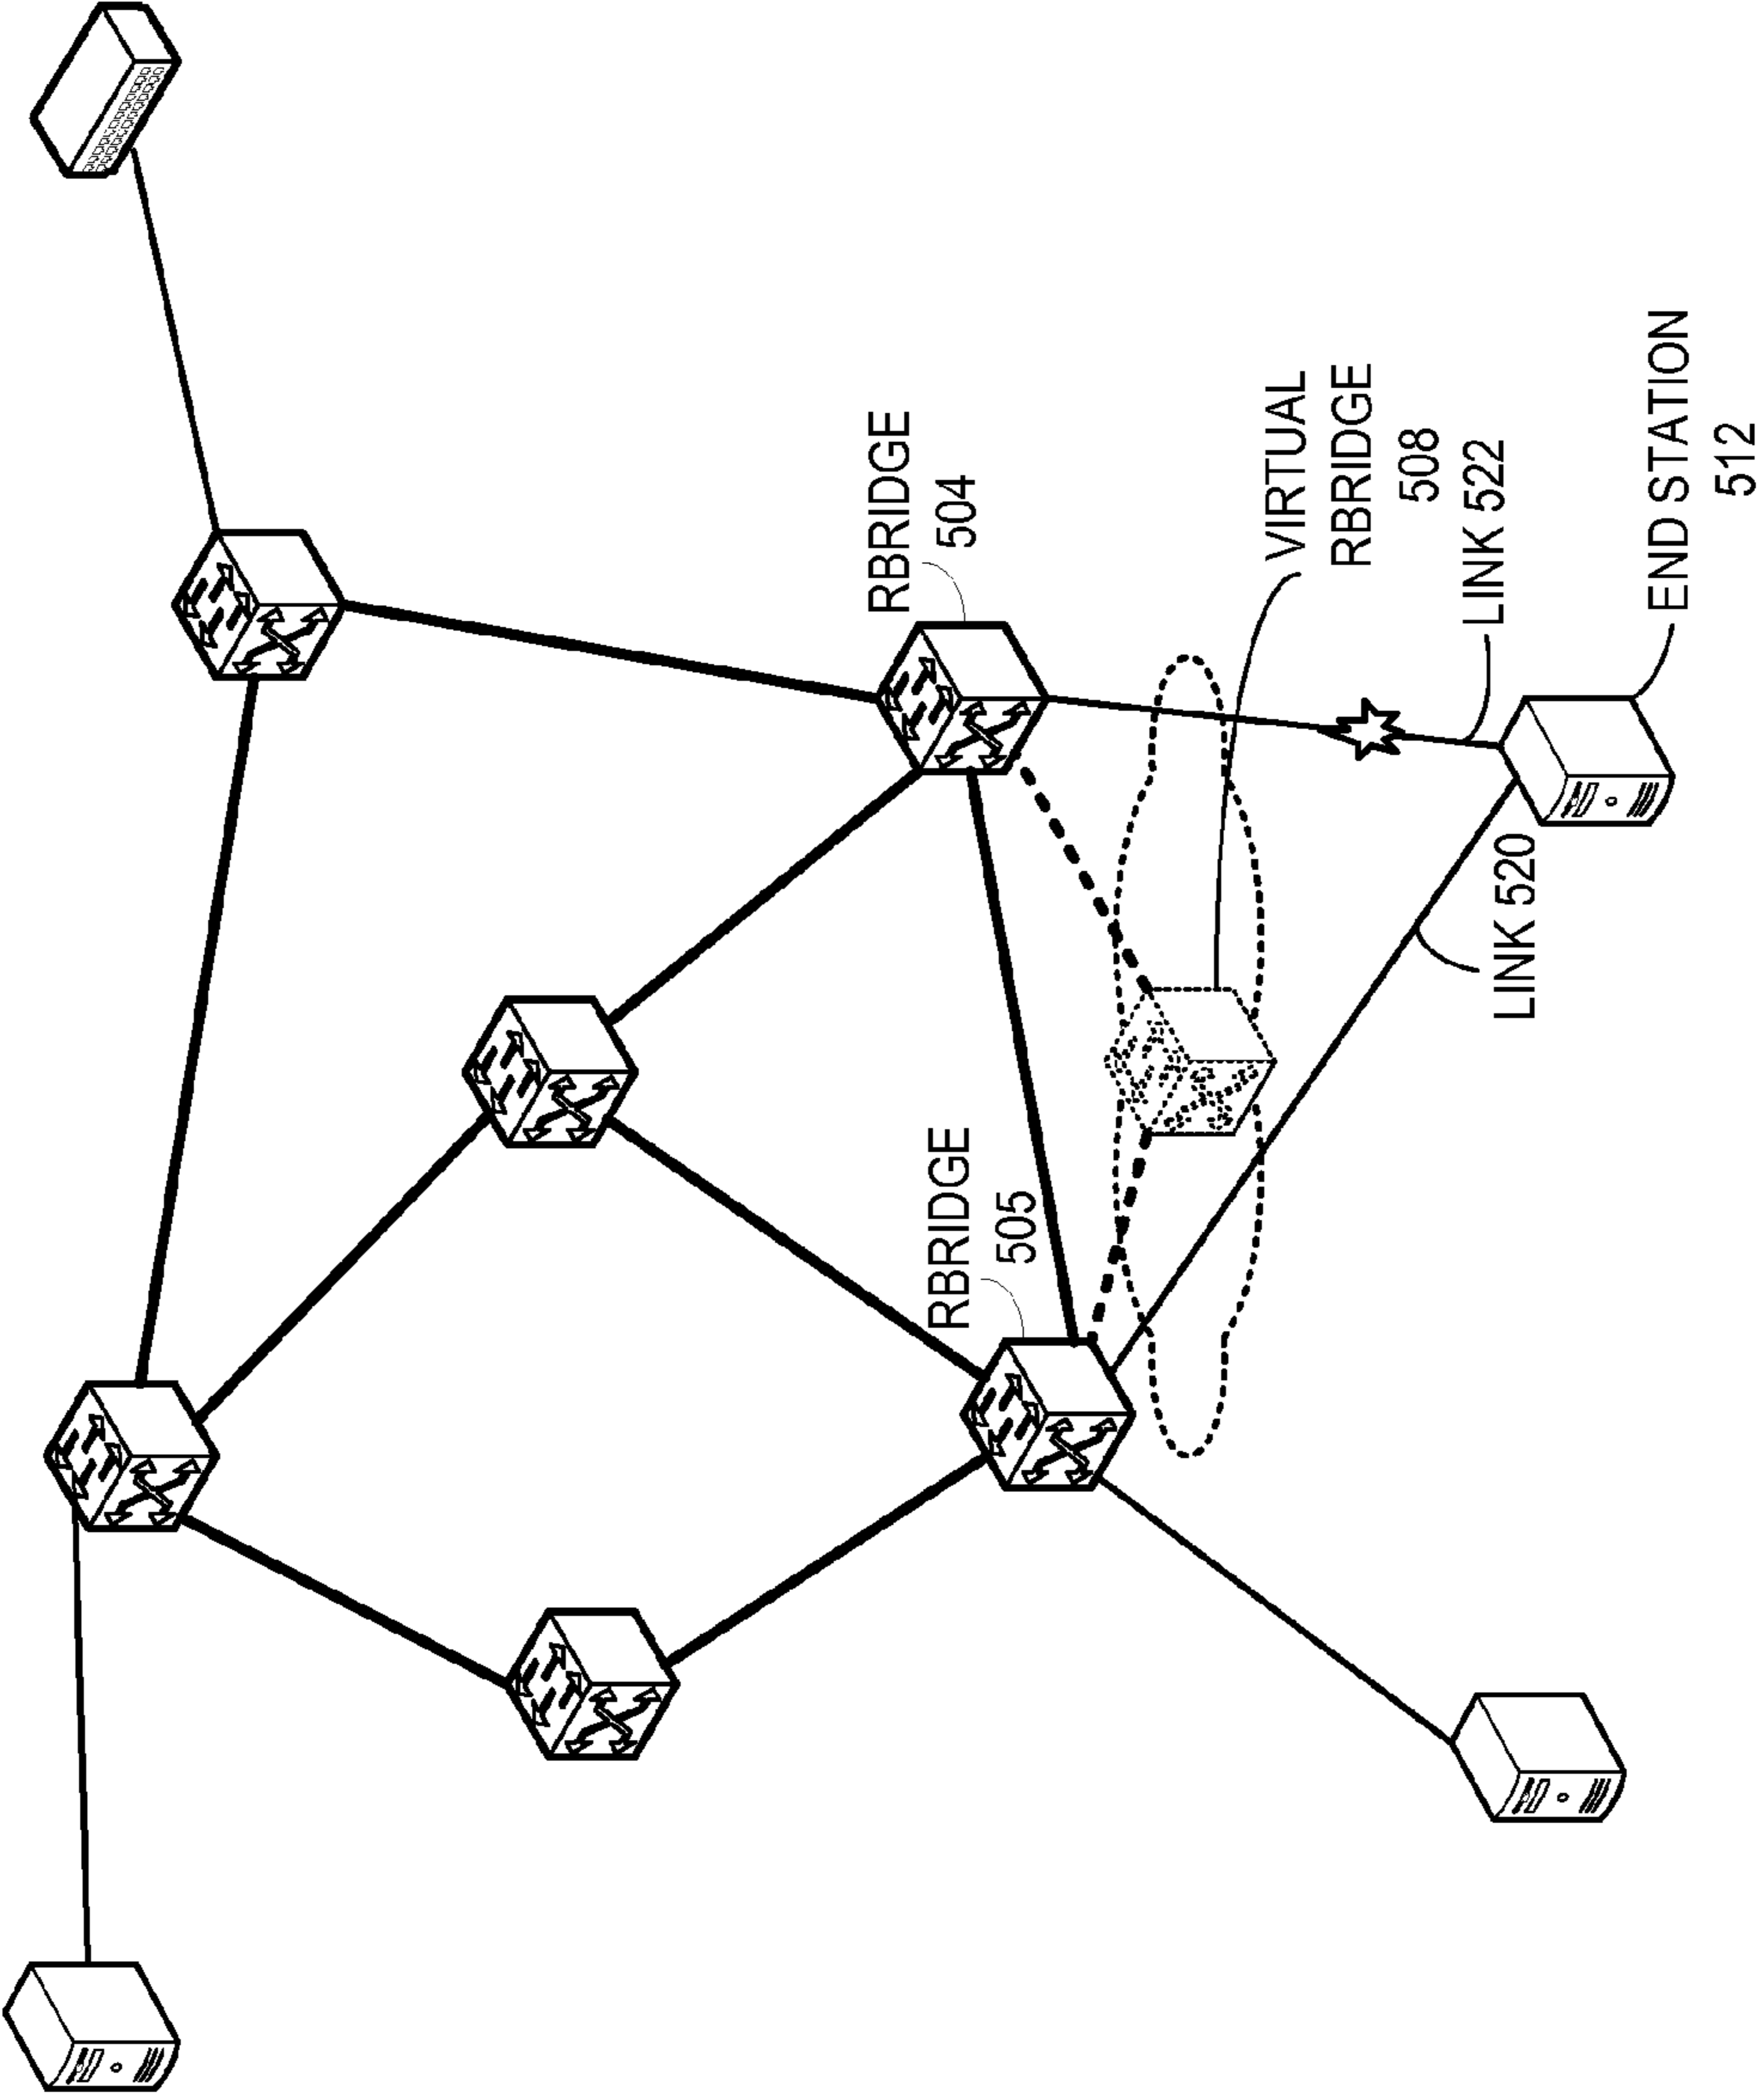 RBRIDGE
504
RBRIDGE
505
VIRTUAL
RBRIDGE
508
LINK 522
LINK 520
END STATION
512